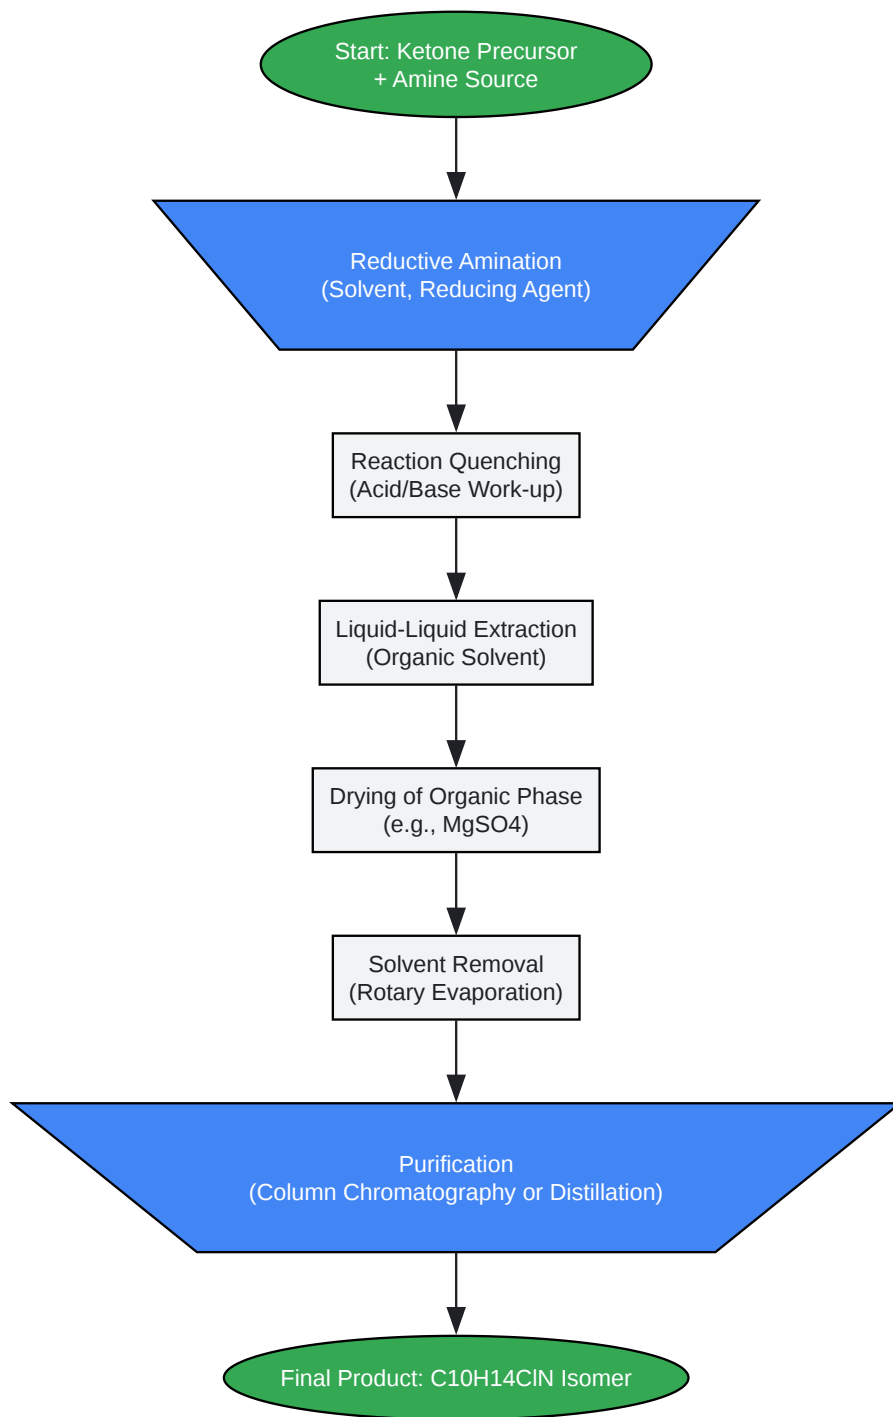 Start: Ketone Precursor
+ Amine Source
Reductive Amination
(Solvent, Reducing Agent)
Reaction Quenching
(Acid/Base Work-up)
Liquid-Liquid Extraction
(Organic Solvent)
Drying of Organic Phase
(e.g., MgSO4)
Solvent Removal
(Rotary Evaporation)
Purification
(Column Chromatography or Distillation)
Final Product: C10H14ClN Isomer